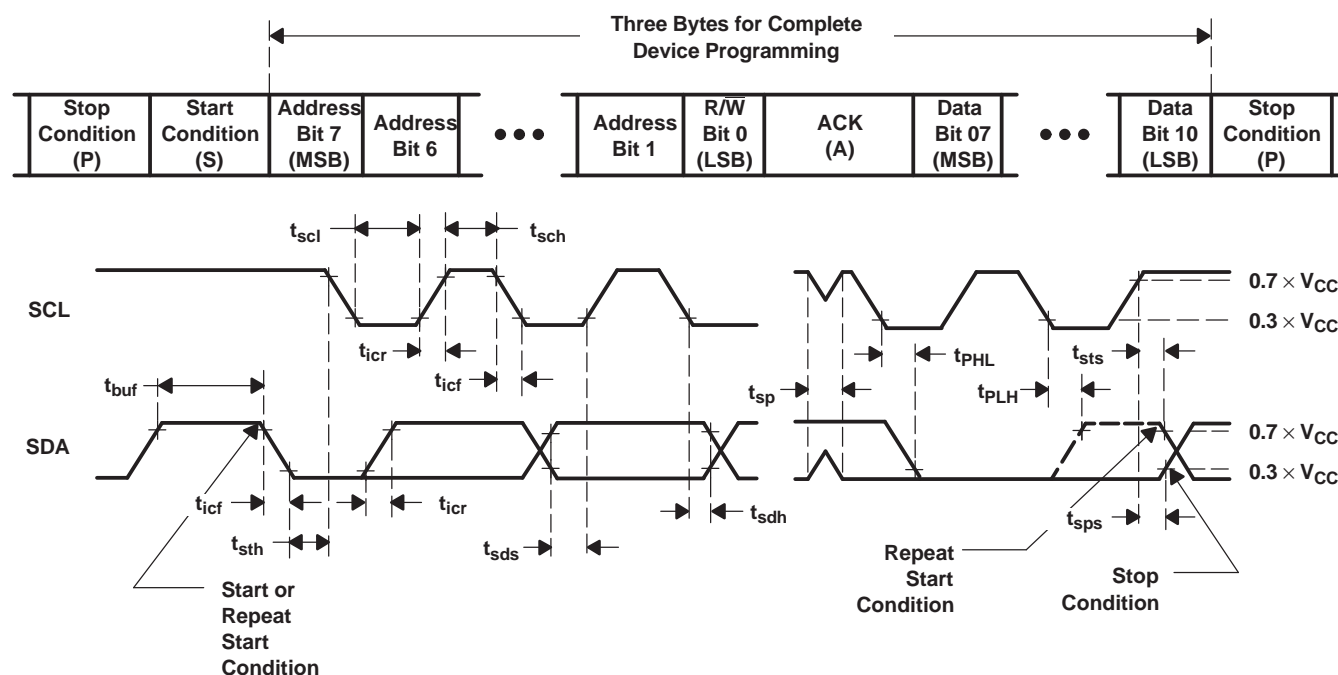 Three Bytes for Complete
Device Programming
Stop
Condition
(P)
Start
Condition
(S)
Address
Bit 7
(MSB)
Address
Bit 6
•••
Address
Bit 1
R/W̅
Bit 0
(LSB)
ACK
(A)
Data
Bit 07
(MSB)
•••
Data
Bit 10
(LSB)
Stop
Condition
(P)
tscl
tsch
SCL
0.7 × VCC
0.3 × VCC
ticr
ticf
tPHL
tsts
tbuf
tsp
tPLH
SDA
0.7 × VCC
0.3 × VCC
ticf
ticr
tsdh
tsth
tsds
tsps
Start or
Repeat
Start
Condition
Repeat
Start
Condition
Stop
Condition